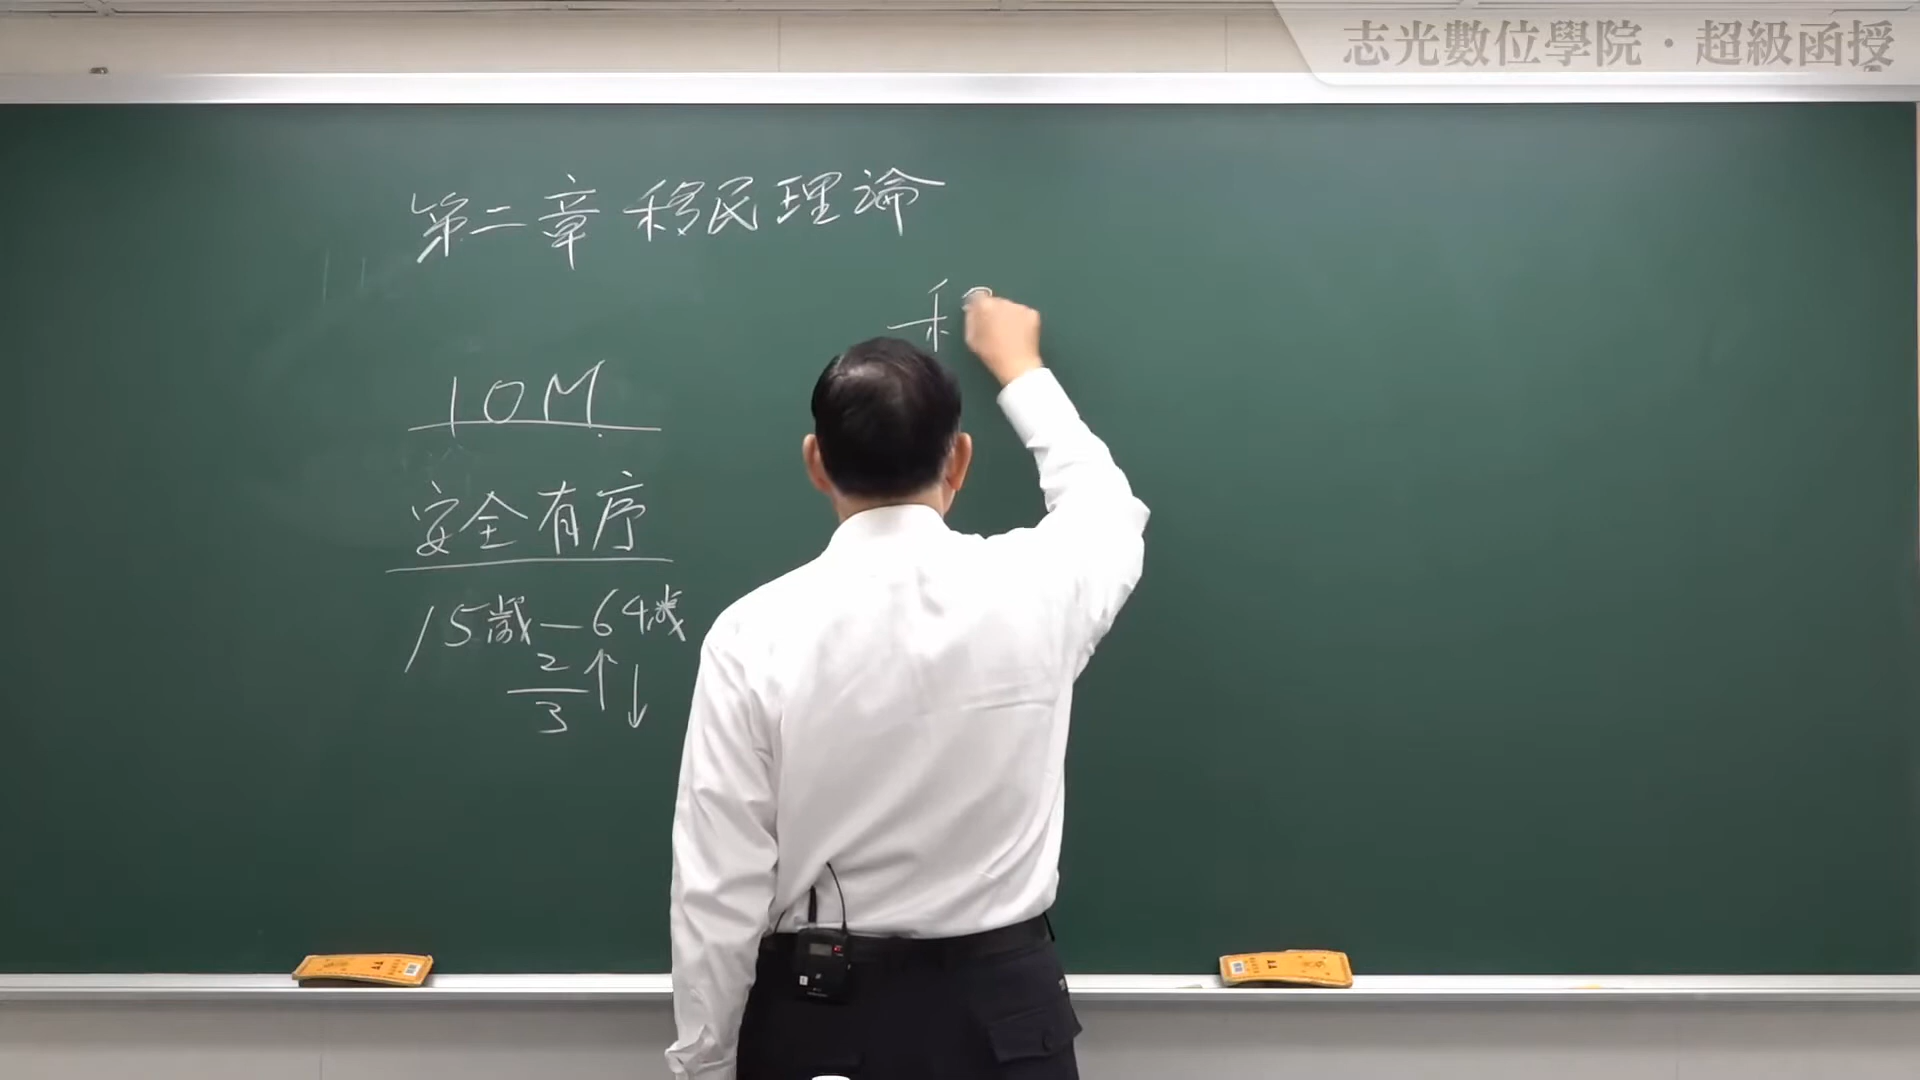 志光數位學院·超級函授
第二章 移民理論
IOM
安全有序
15歲—64歲
2/3 ↑↓